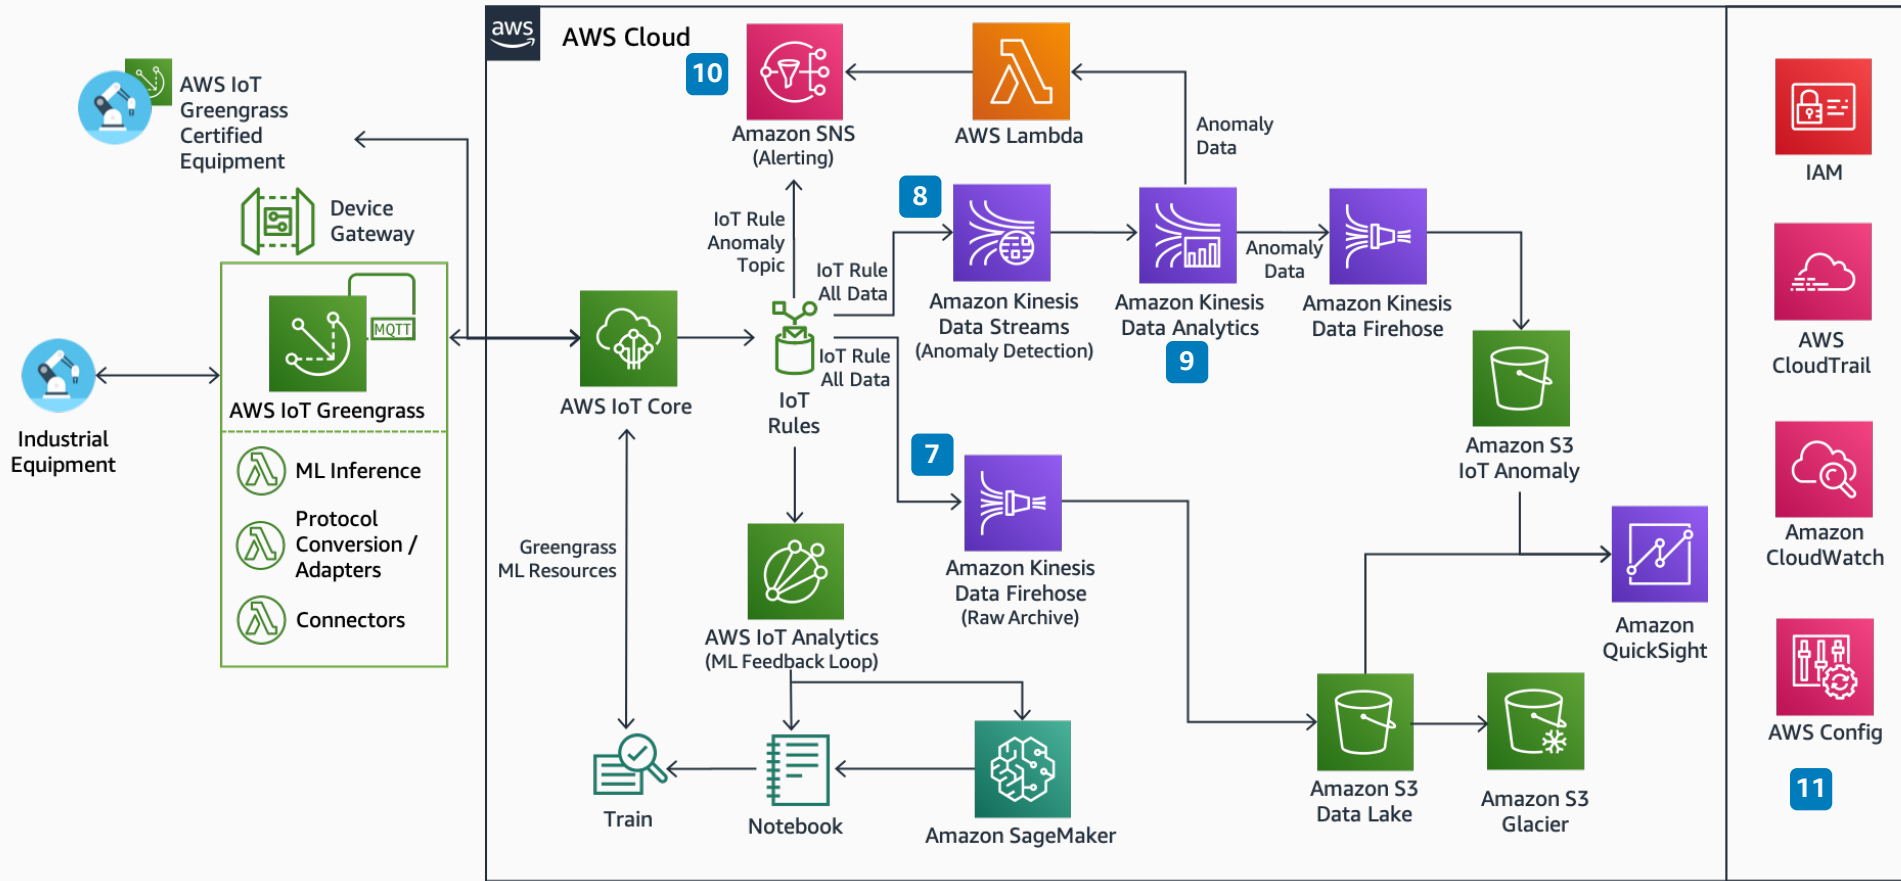 aws
AWS Cloud
AWS IoT
Greengrass
Certified
Equipment
Device
Gateway
MQTT
AWS IoT Greengrass
ML Inference
Protocol
Conversion /
Adapters
Connectors
Industrial
Equipment
10
Amazon SNS
(Alerting)
AWS Lambda
Anomaly
Data
IoT Rule
Anomaly
Topic
IoT Rule
All Data
IoT Rule
All Data
8
Amazon Kinesis
Data Streams
(Anomaly Detection)
Amazon Kinesis
Data Analytics
9
Anomaly
Data
Amazon Kinesis
Data Firehose
AWS IoT Core
IoT
Rules
7
Amazon Kinesis
Data Firehose
(Raw Archive)
Amazon S3
IoT Anomaly
Greengrass
ML Resources
AWS IoT Analytics
(ML Feedback Loop)
Amazon
QuickSight
Train
Notebook
Amazon SageMaker
Amazon S3
Data Lake
Amazon S3
Glacier
IAM
AWS
CloudTrail
Amazon
CloudWatch
AWS Config
11